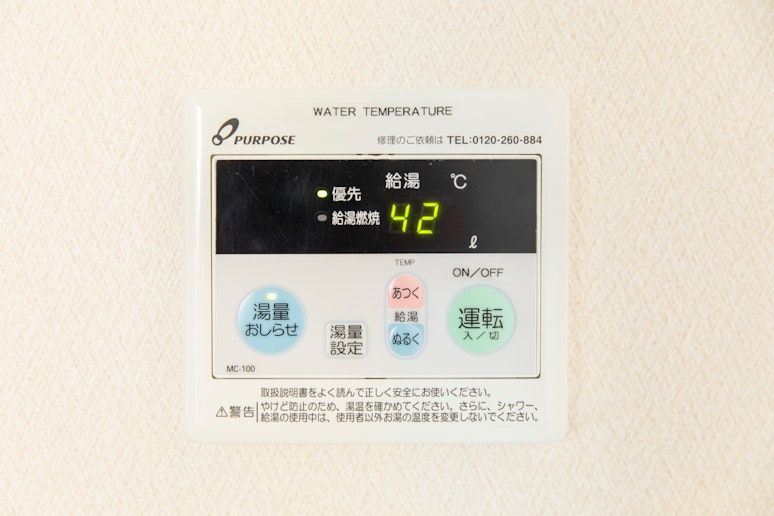 WATER TEMPERATURE
PURPOSE
修理のご依頼は TEL:0120-260-884
給湯 ℃
優先
給湯燃焼 42
ℓ
TEMP
ON/OFF
あつく
湯量
おしらせ
湯量
設定
給湯
ぬるく
運転
入/切
MC-100
取扱説明書をよく読んで正しく安全にお使いください。
⚠警告 やけど防止のため、湯温を確かめてください。さらに、シャワー、
給湯の使用中は、使用者以外お湯の温度を変更しないでください。